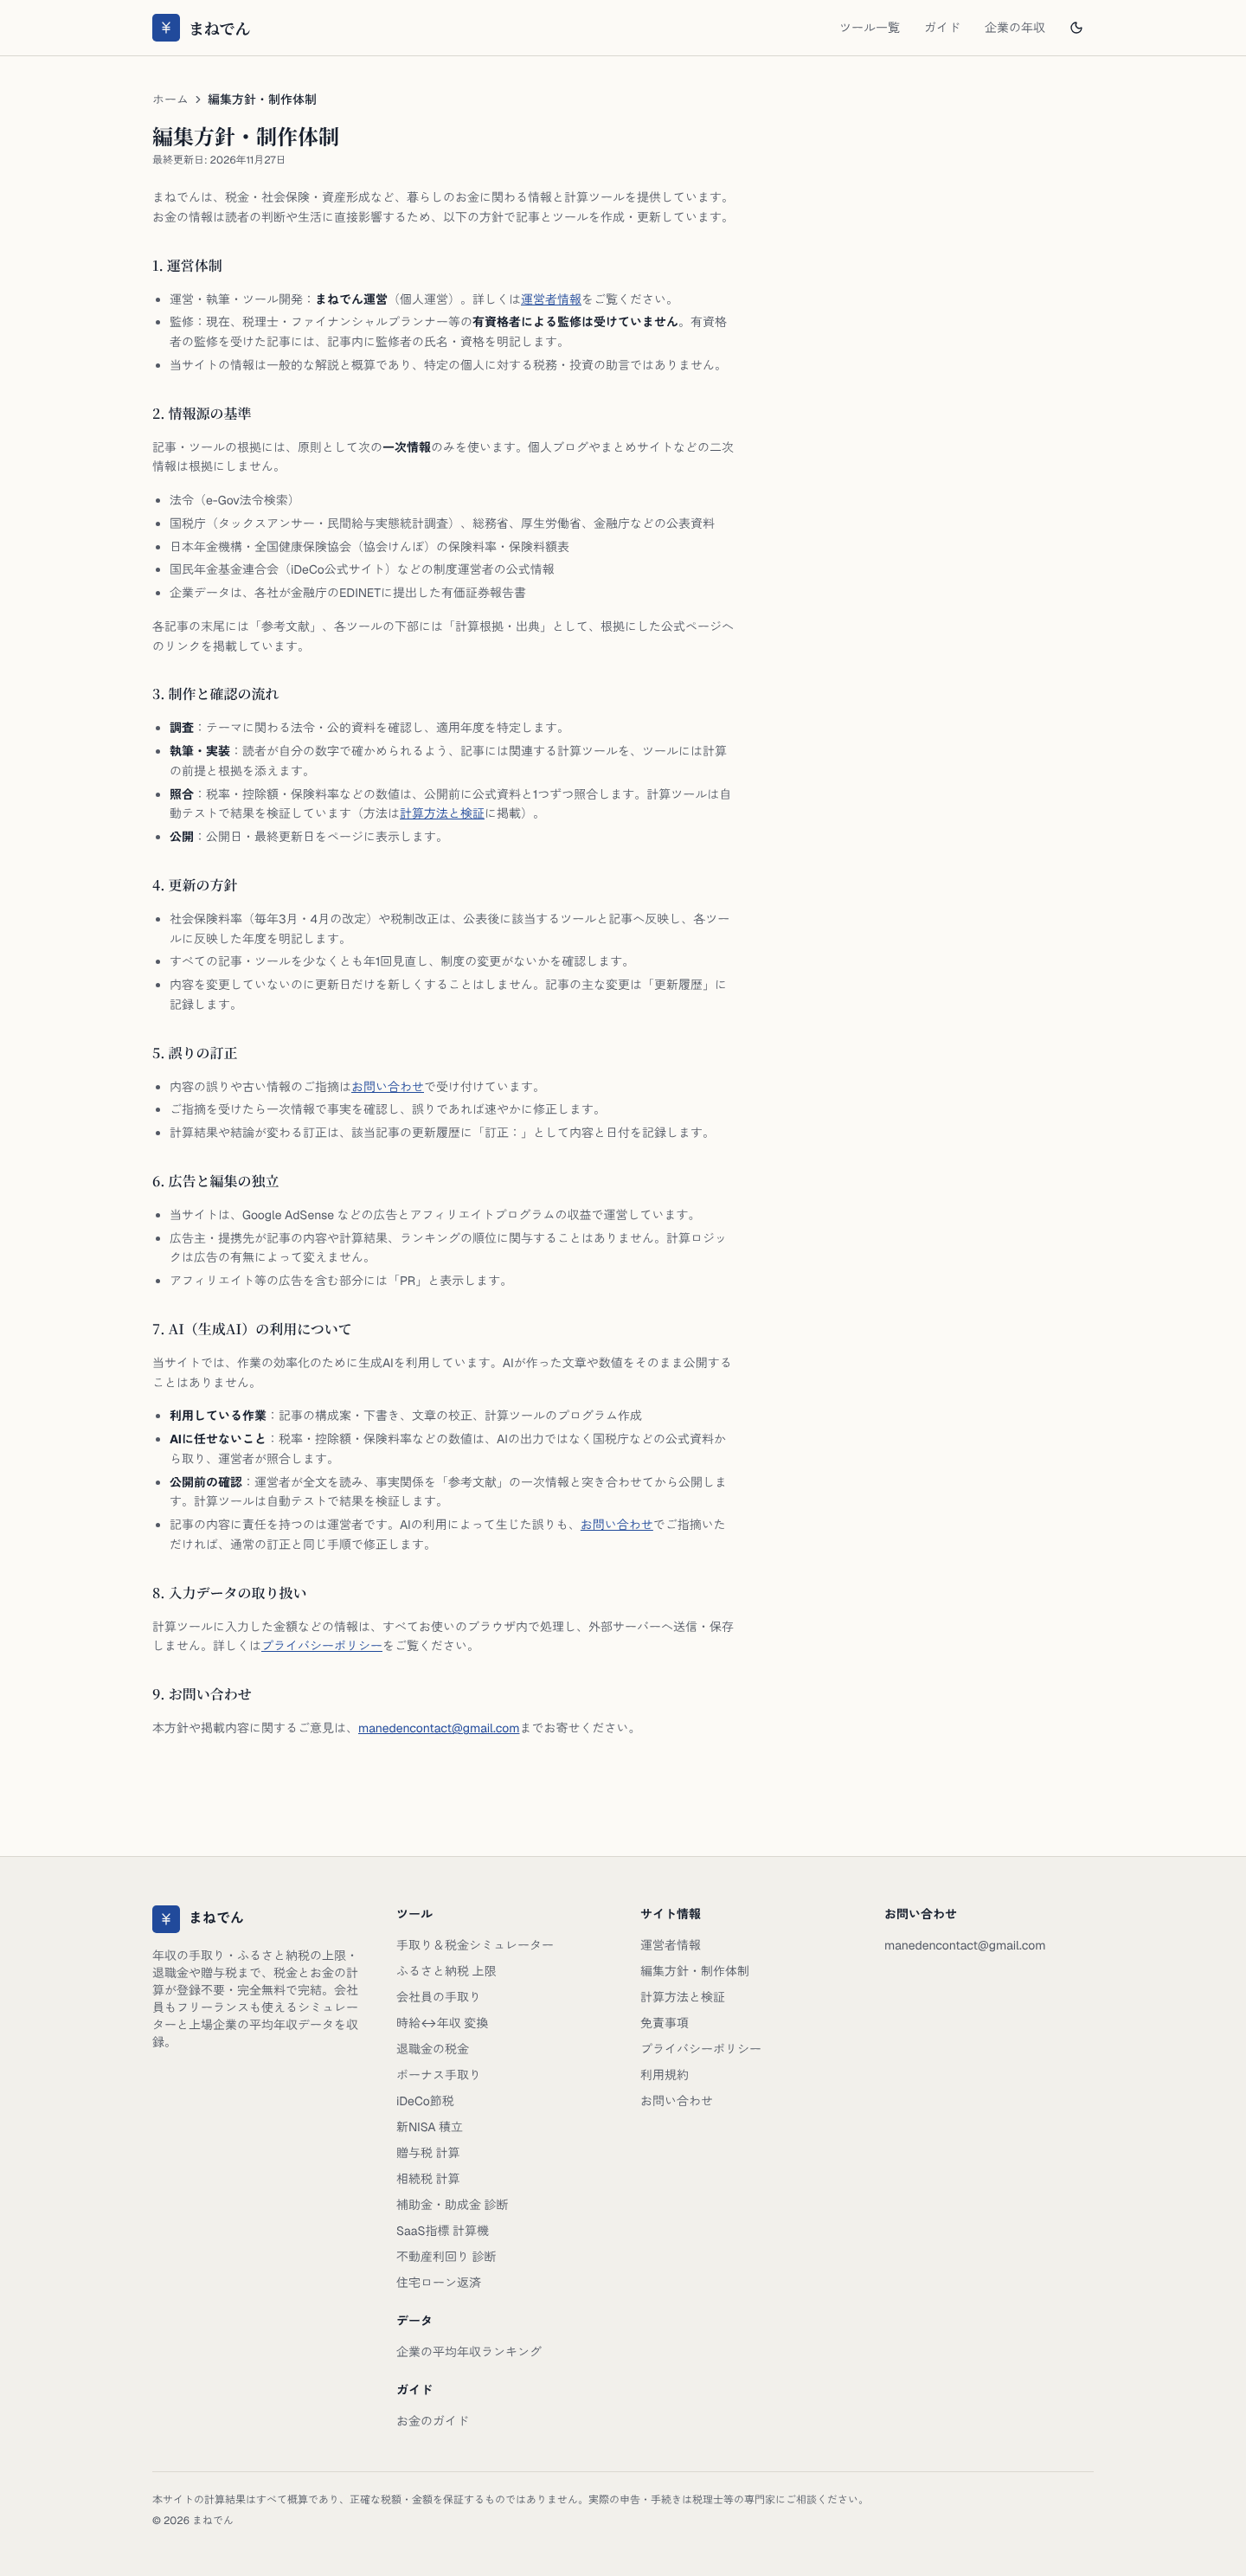 ¥ まねでん
ツール一覧 ガイド 企業の年収
ホーム > 編集方針・制作体制
編集方針・制作体制
最終更新日: 2026年11月27日
まねでんは、税金・社会保険・資産形成など、暮らしのお金に関わる情報と計算ツールを提供しています。
お金の情報は読者の判断や生活に直接影響するため、以下の方針で記事とツールを作成・更新しています。
1. 運営体制
• 運営・執筆・ツール開発：まねでん運営（個人運営）。詳しくは運営者情報をご覧ください。
• 監修：現在、税理士・ファイナンシャルプランナー等の有資格者による監修は受けていません。有資格
者の監修を受けた記事には、記事内に監修者の氏名・資格を明記します。
• 当サイトの情報は一般的な解説と概算であり、特定の個人に対する税務・投資の助言ではありません。
2. 情報源の基準
記事・ツールの根拠には、原則として次の一次情報のみを使います。個人ブログやまとめサイトなどの二次
情報は根拠にしません。
• 法令（e-Gov法令検索）
• 国税庁（タックスアンサー・民間給与実態統計調査）、総務省、厚生労働省、金融庁などの公表資料
• 日本年金機構・全国健康保険協会（協会けんぽ）の保険料率・保険料額表
• 国民年金基金連合会（iDeCo公式サイト）などの制度運営者の公式情報
• 企業データは、各社が金融庁のEDINETに提出した有価証券報告書
各記事の末尾には「参考文献」、各ツールの下部には「計算根拠・出典」として、根拠にした公式ページへ
のリンクを掲載しています。
3. 制作と確認の流れ
• 調査：テーマに関わる法令・公的資料を確認し、適用年度を特定します。
• 執筆・実装：読者が自分の数字で確かめられるよう、記事には関連する計算ツールを、ツールには計算
の前提と根拠を添えます。
• 照合：税率・控除額・保険料率などの数値は、公開前に公式資料と1つずつ照合します。計算ツールは自
動テストで結果を検証しています（方法は計算方法と検証に掲載）。
• 公開：公開日・最終更新日をページに表示します。
4. 更新の方針
• 社会保険料率（毎年3月・4月の改定）や税制改正は、公表後に該当するツールと記事へ反映し、各ツー
ルに反映した年度を明記します。
• すべての記事・ツールを少なくとも年1回見直し、制度の変更がないかを確認します。
• 内容を変更していないのに更新日だけを新しくすることはしません。記事の主な変更は「更新履歴」に
記録します。
5. 誤りの訂正
• 内容の誤りや古い情報のご指摘はお問い合わせで受け付けています。
• ご指摘を受けたら一次情報で事実を確認し、誤りであれば速やかに修正します。
• 計算結果や結論が変わる訂正は、該当記事の更新履歴に「訂正：」として内容と日付を記録します。
6. 広告と編集の独立
• 当サイトは、Google AdSense などの広告とアフィリエイトプログラムの収益で運営しています。
• 広告主・提携先が記事の内容や計算結果、ランキングの順位に関与することはありません。計算ロジッ
クは広告の有無によって変えません。
• アフィリエイト等の広告を含む部分には「PR」と表示します。
7. AI（生成AI）の利用について
当サイトでは、作業の効率化のために生成AIを利用しています。AIが作った文章や数値をそのまま公開する
ことはありません。
• 利用している作業：記事の構成案・下書き、文章の校正、計算ツールのプログラム作成
• AIに任せないこと：税率・控除額・保険料率などの数値は、AIの出力ではなく国税庁などの公式資料か
ら取り、運営者が照合します。
• 公開前の確認：運営者が全文を読み、事実関係を「参考文献」の一次情報と突き合わせてから公開しま
す。計算ツールは自動テストで結果を検証します。
• 記事の内容に責任を持つのは運営者です。AIの利用によって生じた誤りも、お問い合わせでご指摘いた
だければ、通常の訂正と同じ手順で修正します。
8. 入力データの取り扱い
計算ツールに入力した金額などの情報は、すべてお使いのブラウザ内で処理し、外部サーバーへ送信・保存
しません。詳しくはプライバシーポリシーをご覧ください。
9. お問い合わせ
本方針や掲載内容に関するご意見は、manedencontact@gmail.comまでお寄せください。
¥ まねでん
年収の手取り・ふるさと納税の上限・
退職金や贈与税まで、税金とお金の計
算が登録不要・完全無料で完結。会社
員もフリーランスも使えるシミュレー
ターと上場企業の平均年収データを収
録。
ツール
手取り＆税金シミュレーター
ふるさと納税 上限
会社員の手取り
時給↔年収 変換
退職金の税金
ボーナス手取り
iDeCo節税
新NISA 積立
贈与税 計算
相続税 計算
補助金・助成金 診断
SaaS指標 計算機
不動産利回り 診断
住宅ローン返済
データ
企業の平均年収ランキング
ガイド
お金のガイド
サイト情報
運営者情報
編集方針・制作体制
計算方法と検証
免責事項
プライバシーポリシー
利用規約
お問い合わせ
お問い合わせ
manedencontact@gmail.com
本サイトの計算結果はすべて概算であり、正確な税額・金額を保証するものではありません。実際の申告・手続きは税理士等の専門家にご相談ください。
© 2026 まねでん